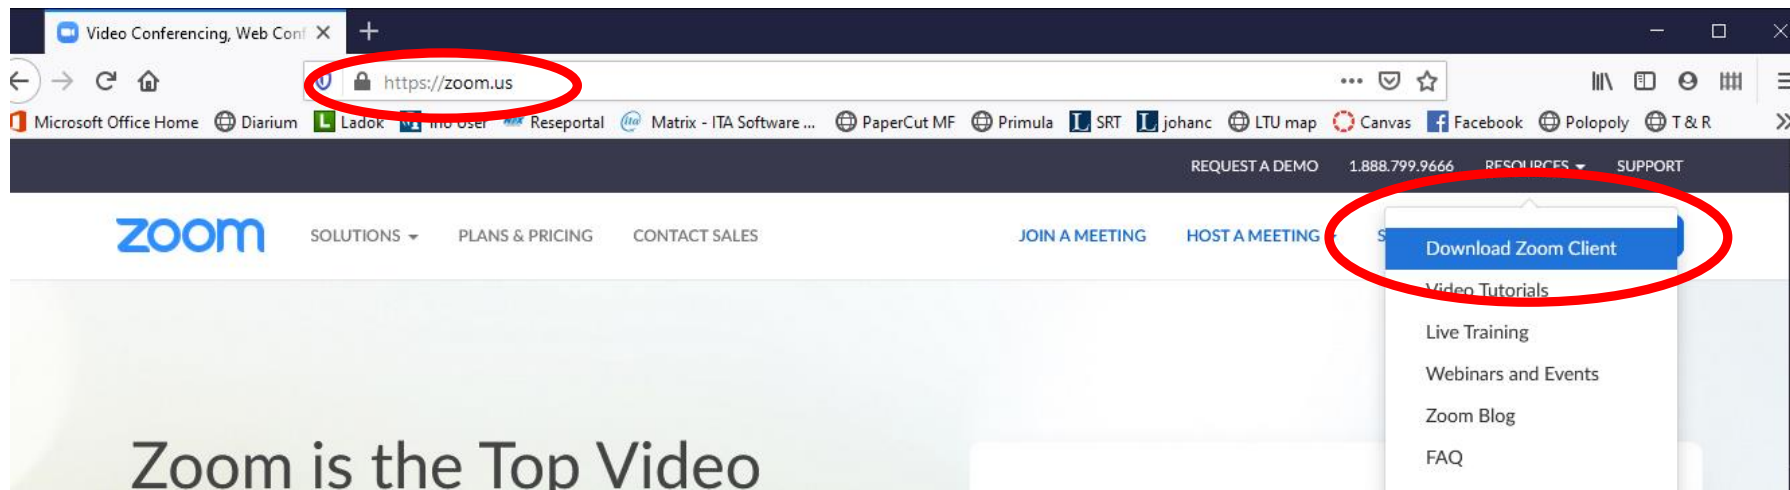 Video Conferencing, Web Conf
https://zoom.us
Microsoft Office Home Diarium Ladok Reseportal Matrix - ITA Software ... PaperCut MF Primula SRT johanc LTU map Canvas Facebook Polopoly T & R
REQUEST A DEMO 1.888.799.9666 RESOURCES SUPPORT
zoom SOLUTIONS PLANS & PRICING CONTACT SALES JOIN A MEETING HOST A MEETING
Download Zoom Client
Video Tutorials
Live Training
Webinars and Events
Zoom Blog
FAQ
Zoom is the Top Video